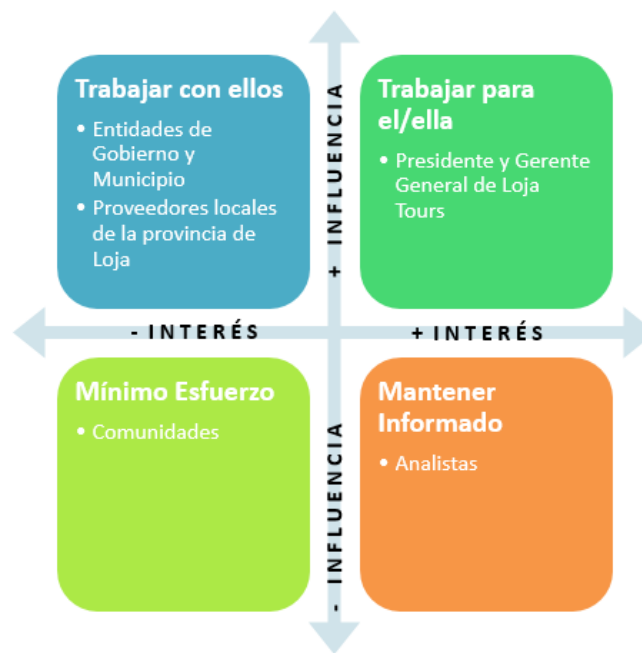 Trabajar con ellos
• Entidades de
Gobierno y
Municipio
• Proveedores locales
de la provincia de
Loja
+ INFLUENCIA
Trabajar para
el/ella
• Presidente y Gerente
General de Loja
Tours
- INTERÉS
+ INTERÉS
Mínimo Esfuerzo
• Comunidades
- INFLUENCIA
Mantener
Informado
• Analistas